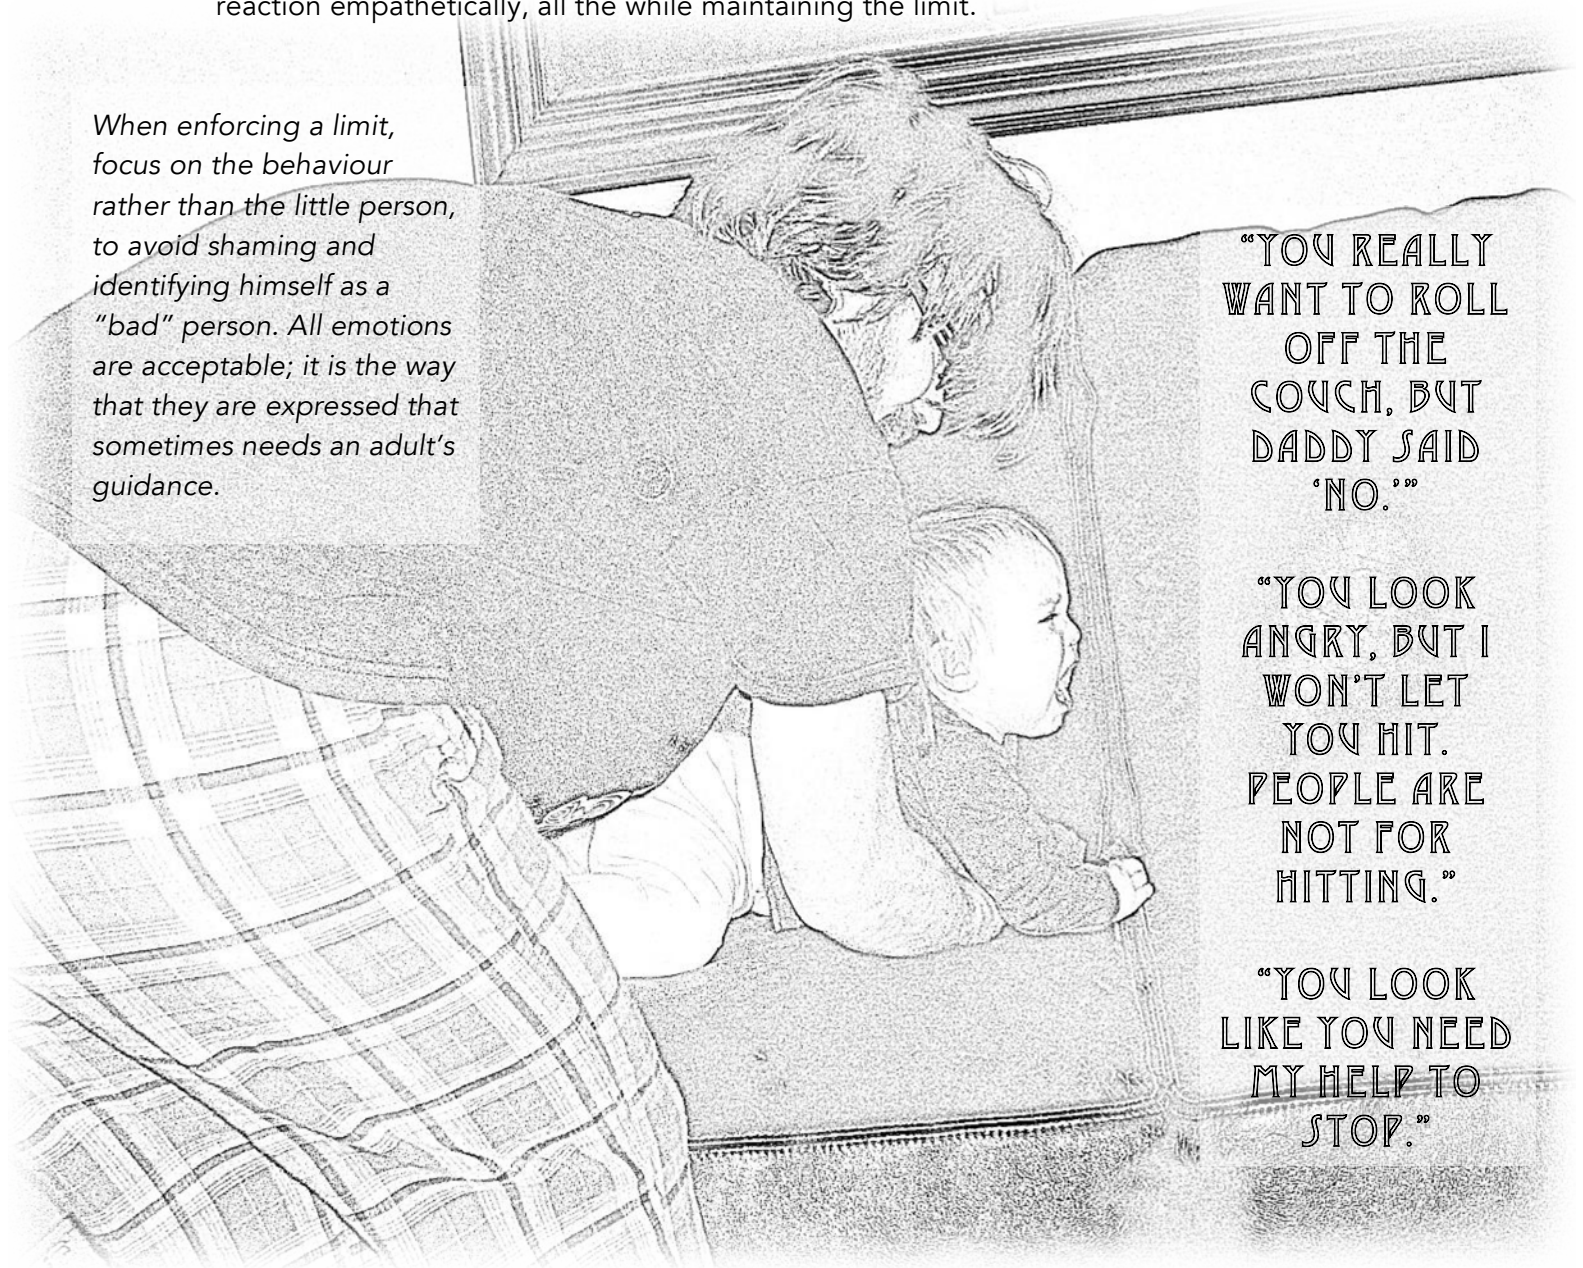 reaction empathetically, all the while maintaining the limit.
When enforcing a limit,
focus on the behaviour
rather than the little person,
to avoid shaming and
identifying himself as a
“bad” person. All emotions
are acceptable; it is the way
that they are expressed that
sometimes needs an adult’s
guidance.
“YOU REALLY
WANT TO ROLL
OFF THE
COUCH, BUT
DADDY SAID
‘NO.’”
“YOU LOOK
ANGRY, BUT I
WON’T LET
YOU HIT.
PEOPLE ARE
NOT FOR
HITTING.”
“YOU LOOK
LIKE YOU NEED
MY HELP TO
STOP.”